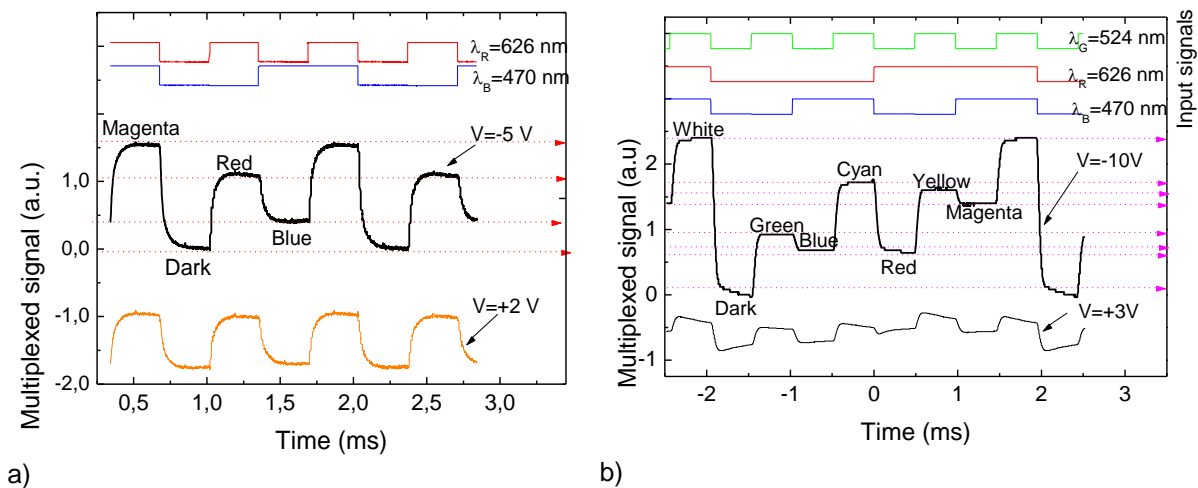 λR=626 nm
λB=470 nm
Magenta
V=-5 V
Red
Blue
Dark
V=+2 V
1,0
0,0
-1,0
-2,0
Multiplexed signal (a.u.)
0,5 1,0 1,5 2,0 2,5 3,0
Time (ms)
a)
λG=524 nm
λR=626 nm
λB=470 nm
Input signals
White
V=-10V
Cyan
Yellow
Magenta
Green
Blue
Red
Dark
V=+3V
2
1
0
-1
Multiplexed signal (a.u)
-2 -1 0 1 2 3
Time (ms)
b)